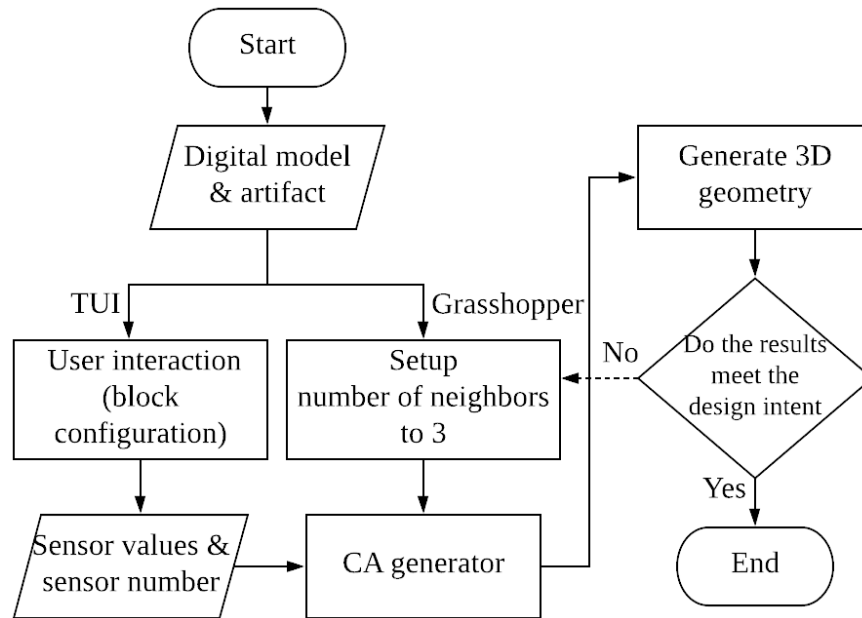 Start
Digital model
& artifact
TUI
Grasshopper
User interaction
(block
configuration)
Setup
number of neighbors
to 3
Sensor values &
sensor number
CA generator
Generate 3D
geometry
Do the results
meet the
design intent
No
Yes
End